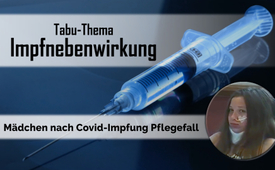 Tabu-Thema
Impfnebenwirkung
Mädchen nach Covid-Impfung Pflegefall